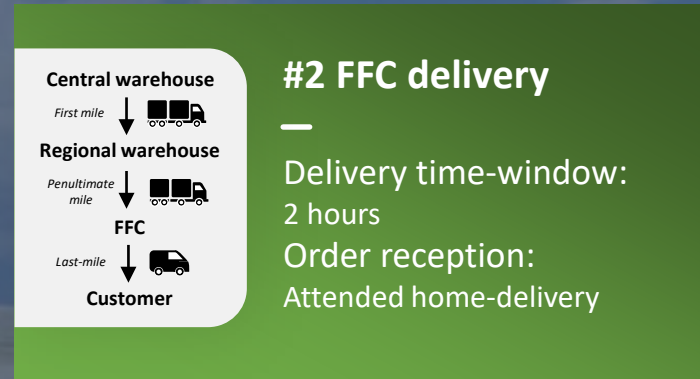 Central warehouse
First mile
Regional warehouse
Penultimate
mile
FFC
Last-mile
Customer
#2 FFC delivery
Delivery time-window:
2 hours
Order reception:
Attended home-delivery